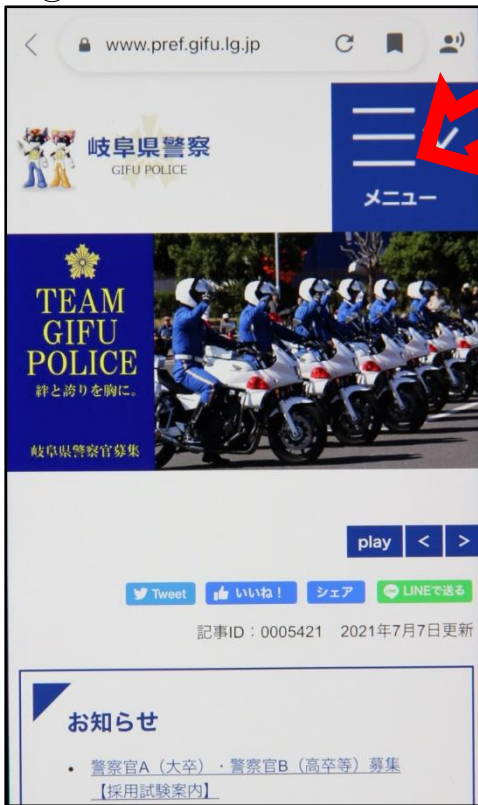 www.pref.gifu.lg.jp
岐阜県警察
GIFU POLICE
メニュー
TEAM
GIFU
POLICE
絆と誇りを胸に。
岐阜県警察官募集
play < >
Tweet いいね! シェア LINEで送る
記事ID:0005421 2021年7月7日更新
お知らせ
• 警察官A(大卒)・警察官B(高卒等)募集
【採用試験案内】